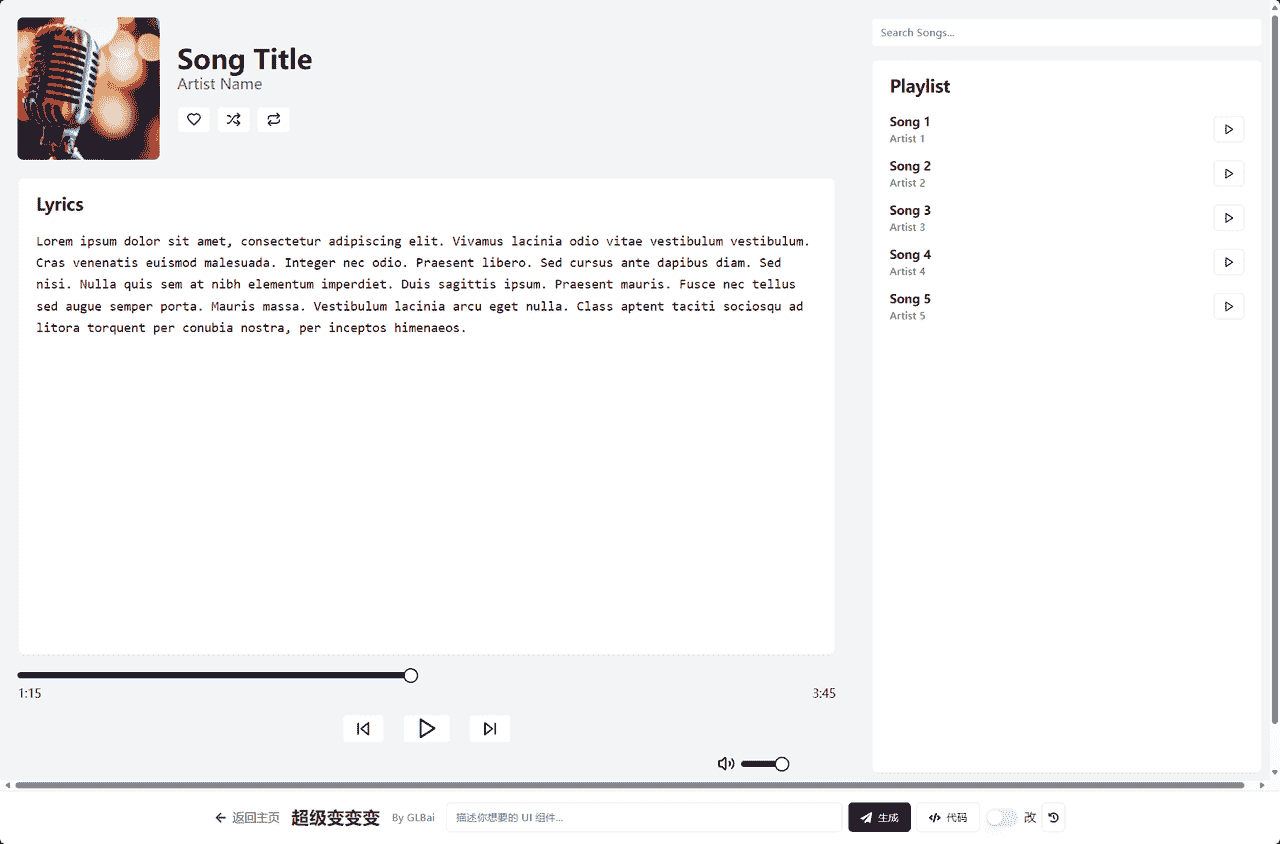 Song Title
Artist Name
Lyrics
Lorem ipsum dolor sit amet, consectetur adipiscing elit. Vivamus lacinia odio vitae vestibulum vestibulum.
Cras venenatis euismod malesuada. Integer nec odio. Praesent libero. Sed cursus ante dapibus diam. Sed
nisi. Nulla quis sem at nibh elementum imperdiet. Duis sagittis ipsum. Praesent mauris. Fusce nec tellus
sed augue semper porta. Mauris massa. Vestibulum lacinia arcu eget nulla. Class aptent taciti sociosqu ad
litora torquent per conubia nostra, per inceptos himenaeos.
1:15
3:45
Search Songs...
Playlist
Song 1
Artist 1
Song 2
Artist 2
Song 3
Artist 3
Song 4
Artist 4
Song 5
Artist 5
返回主页 超级变变变 By GLBai 描述你想要的 UI 组件... 生成 代码 改